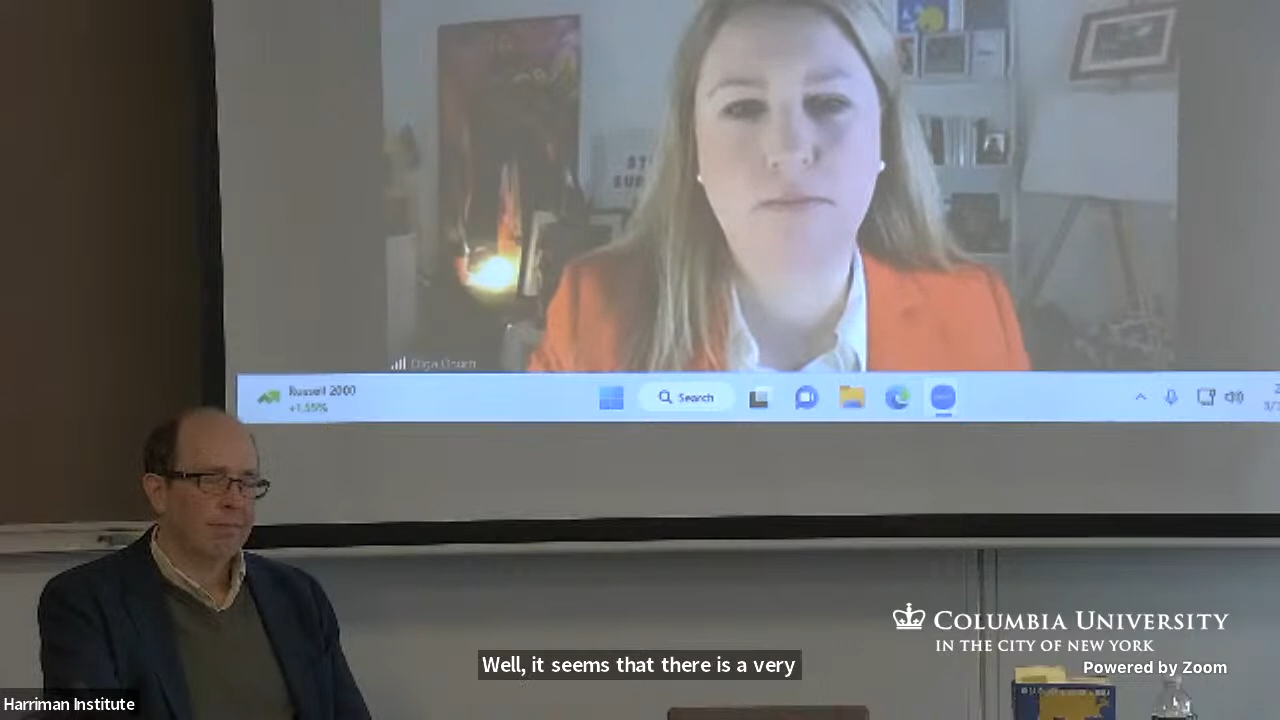 Russell 2000
+1.55%
Search
Well, it seems that there is a very
COLUMBIA UNIVERSITY
IN THE CITY OF NEW YORK
Powered by Zoom
Harriman Institute